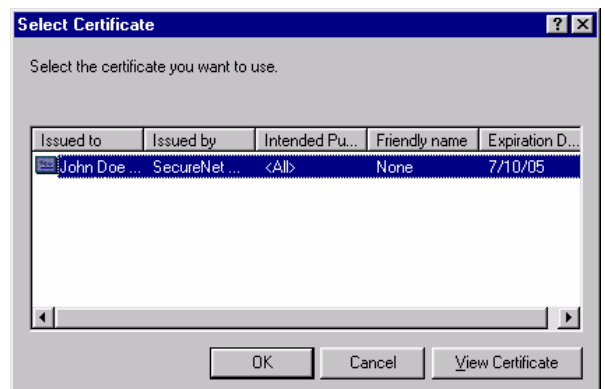 Select Certificate
Select the certificate you want to use.
Issued to Issued by Intended Pu... Friendly name Expiration D...
John Doe ... SecureNet ... <All> None 7/10/05
OK Cancel View Certificate